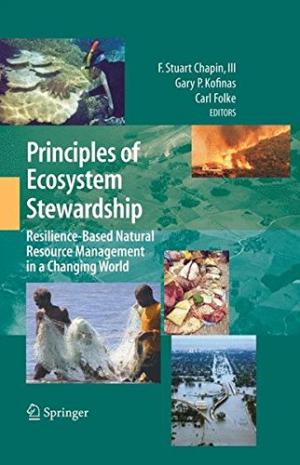 F. Stuart Chapin, III
Gary P. Kofinas
Carl Folke
EDITORS
Principles of
Ecosystem
Stewardship
Resilience-Based Natural
Resource Management
in a Changing World
Springer